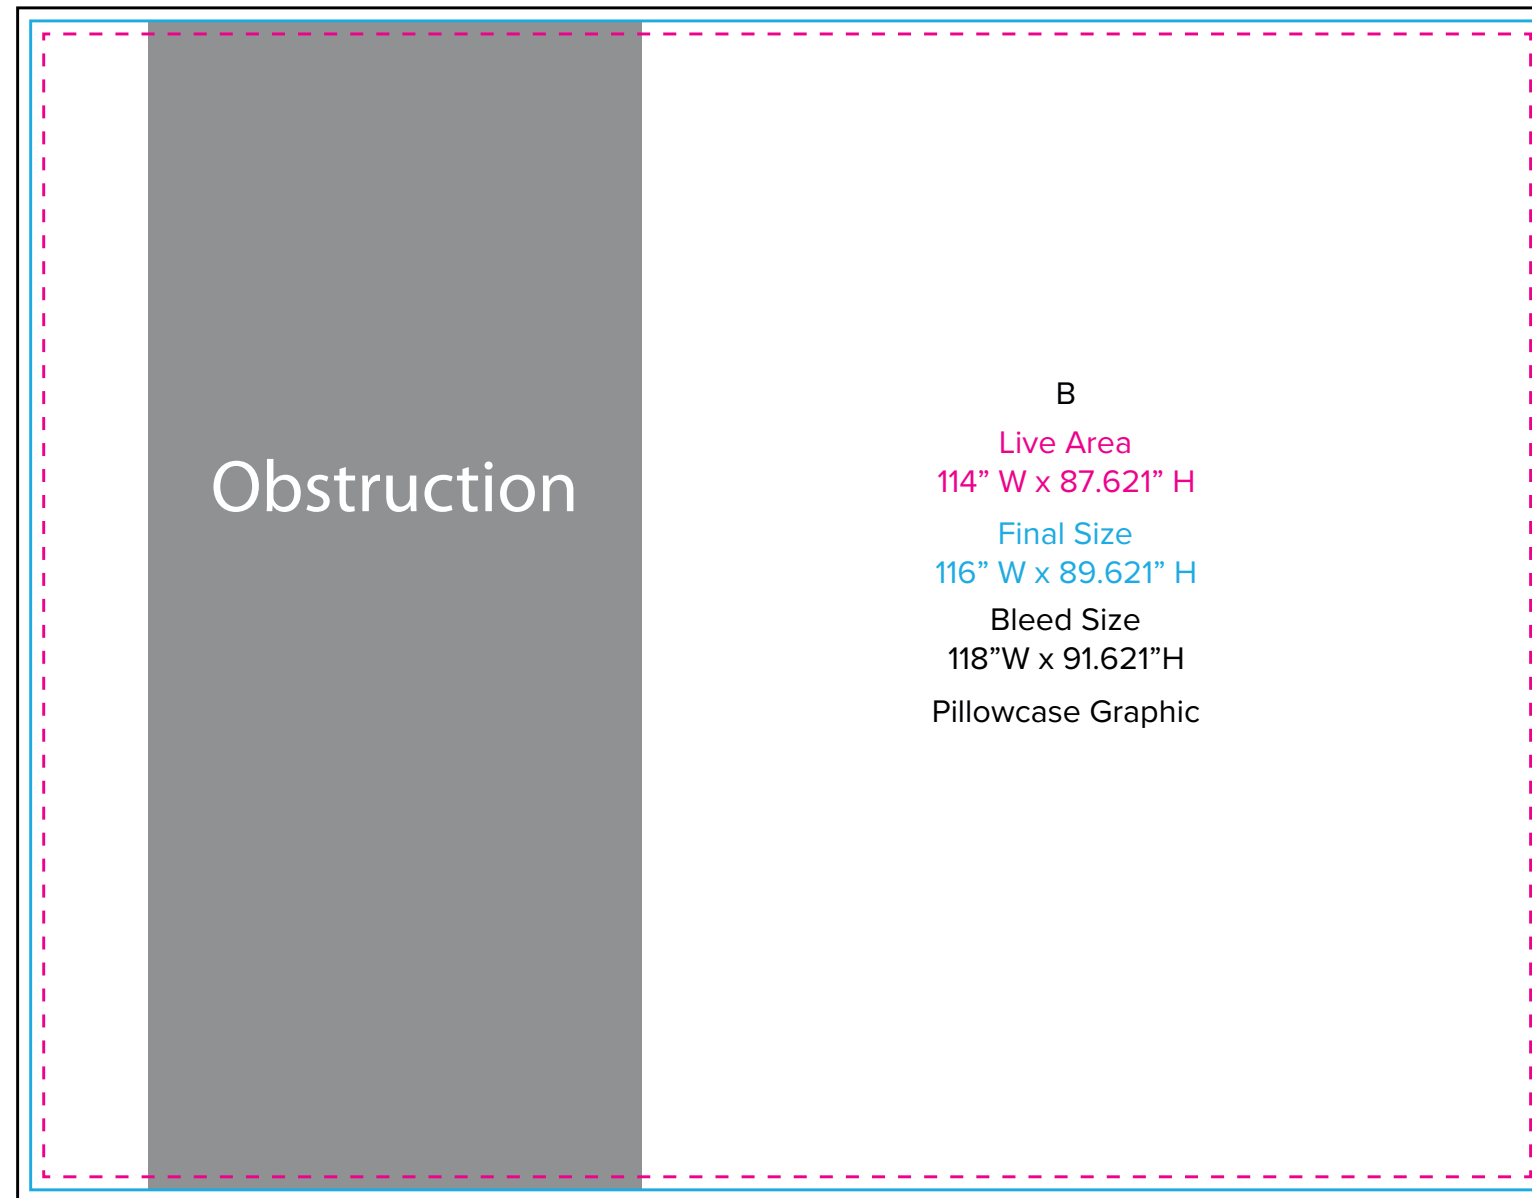 Obstruction
B
Live Area
114” W x 87.621” H
Final Size
116” W x 89.621” H
Bleed Size
118”W x 91.621”H
Pillowcase Graphic